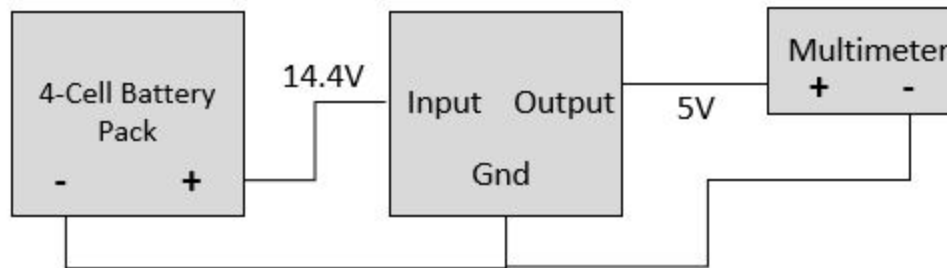 4-Cell Battery
Pack
-
+
14.4V
Input
Output
Gnd
5V
Multimeter
+
-